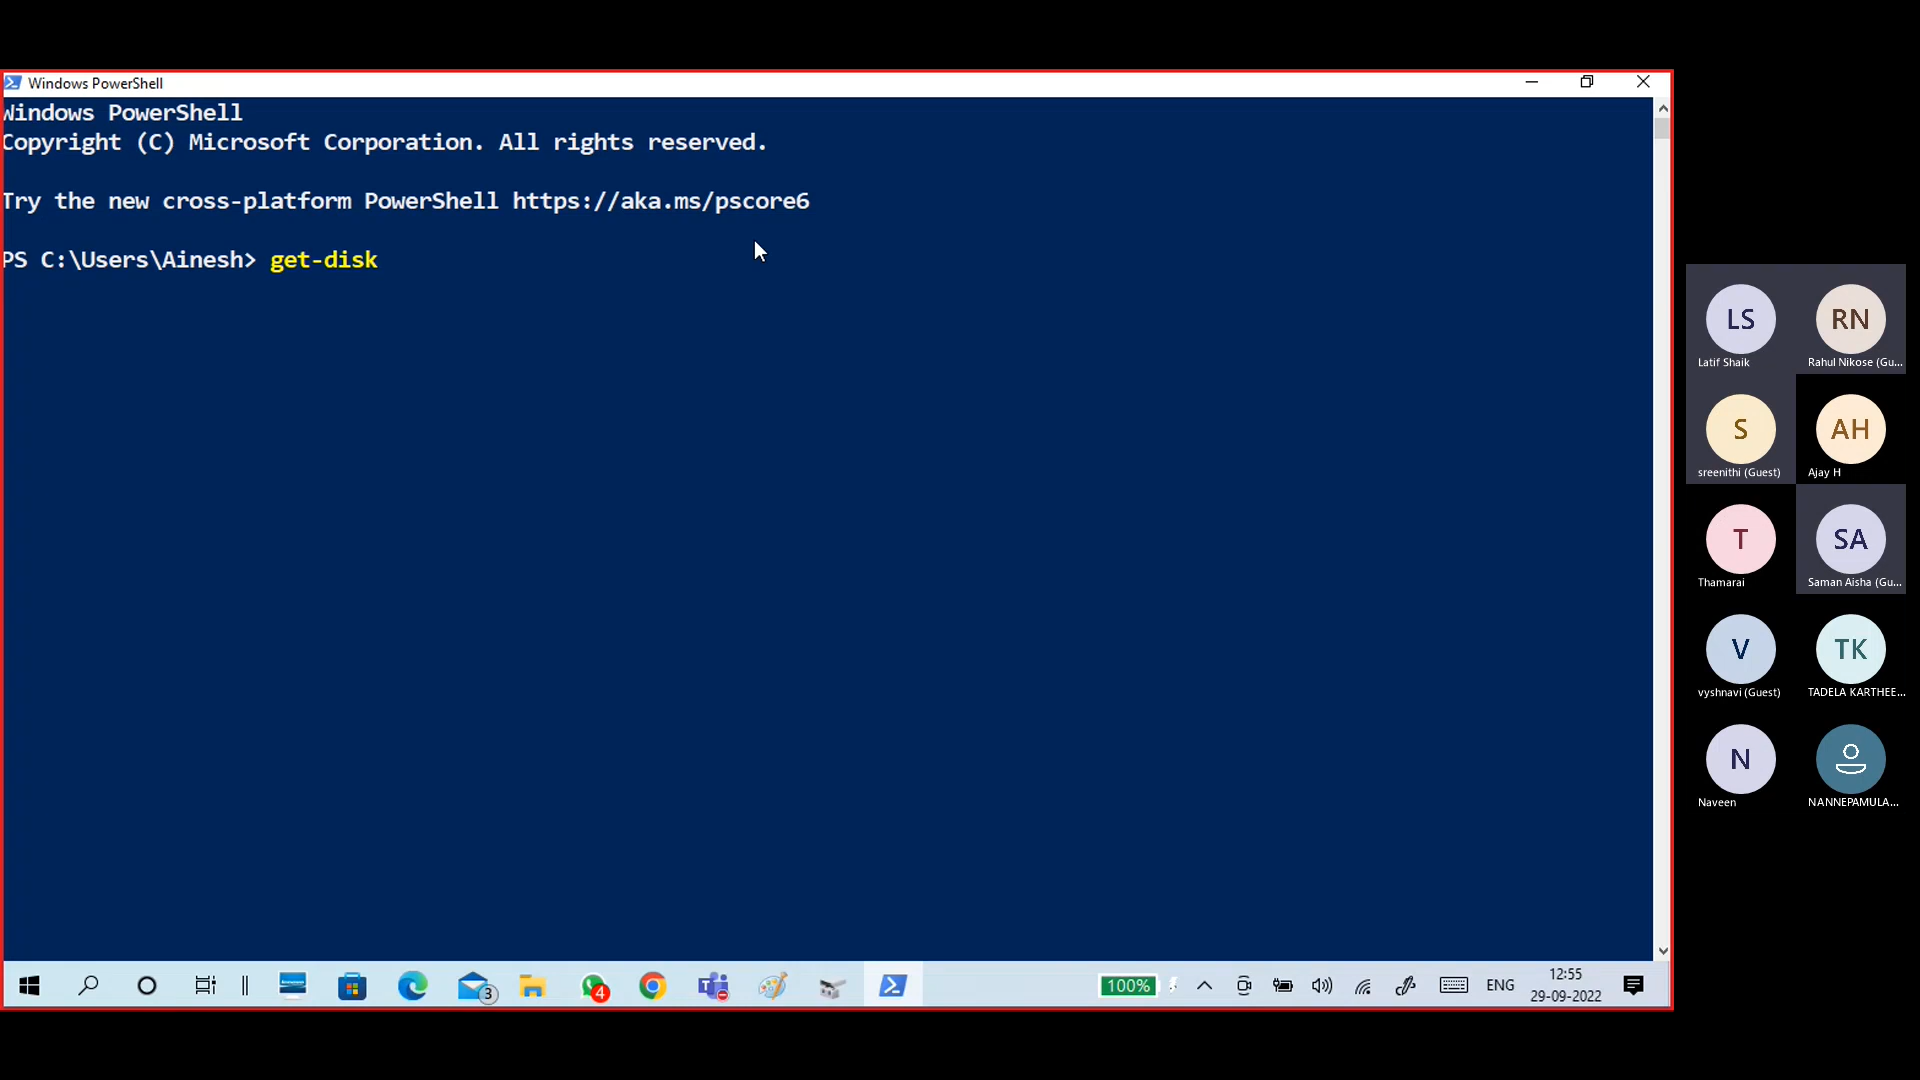 Windows PowerShell
Windows PowerShell
Copyright (C) Microsoft Corporation. All rights reserved.
Try the new cross-platform PowerShell https://aka.ms/pscore6
PS C:\Users\Ainesh> get-disk
LS
RN
Latif Shaik
Rahul Nikose (Gu...
S
AH
sreenithi (Guest)
Ajay H
T
SA
Thamarai
Saman Aisha (Gu...
V
TK
vyshnavi (Guest)
TADELA KARTHEE...
N
Naveen
NANNEPAMULA...
3
4
100%
ENG
12:55
29-09-2022